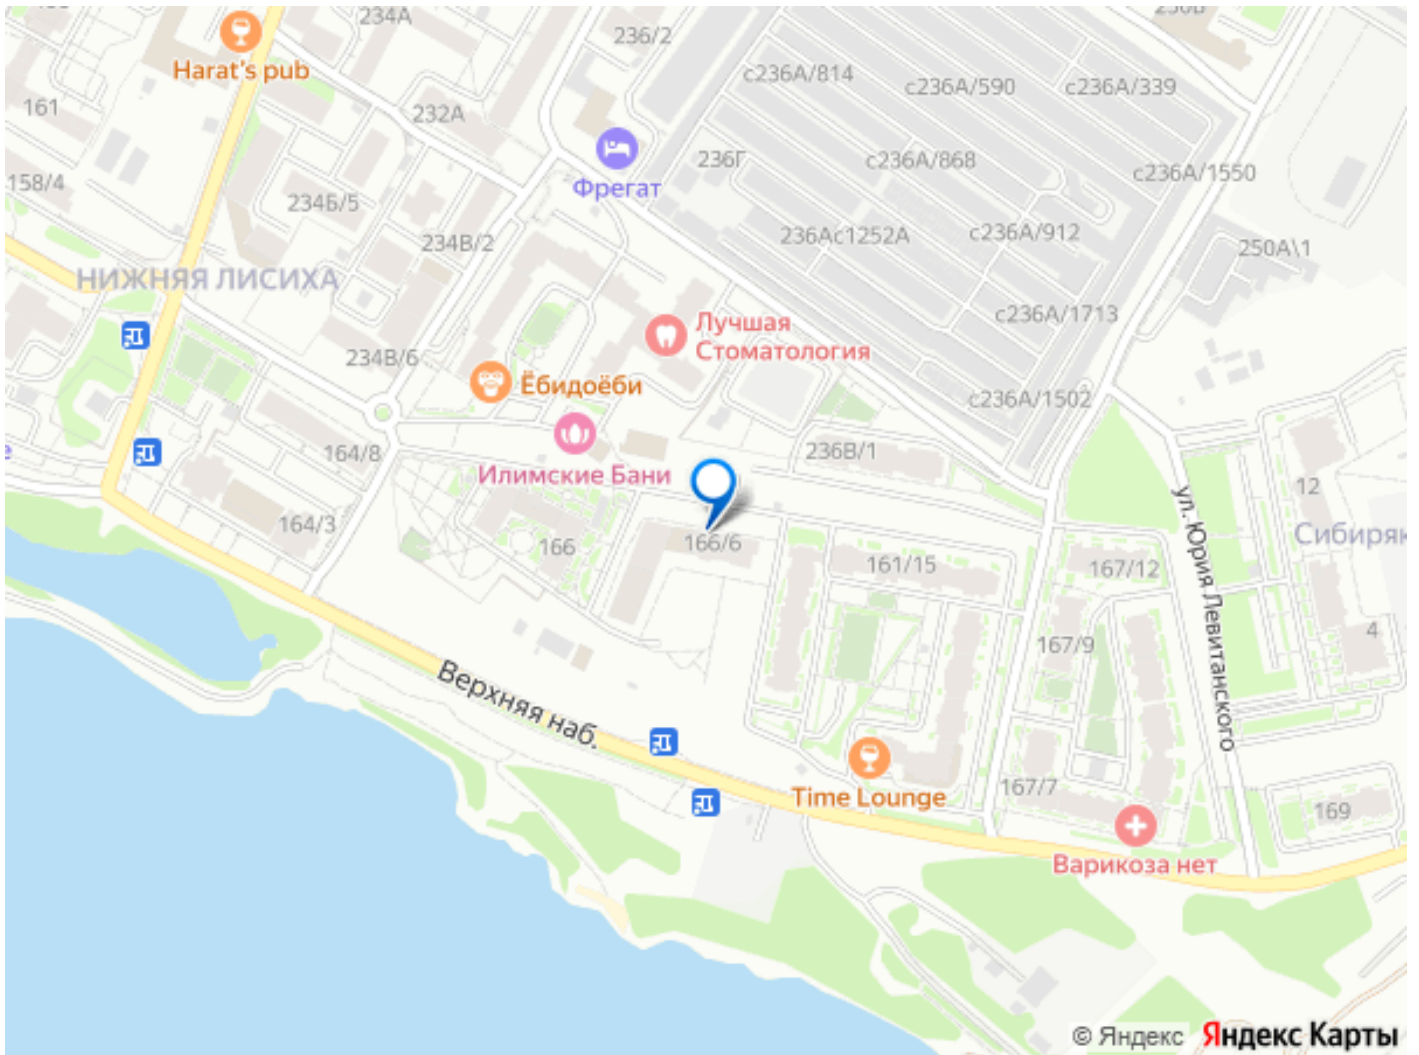 234А
236/2
Harat's pub
161
232А
с236А/814
с236А/590
с236А/339
236Г
с236А/868
с236А/1550
Фрегат
158/4
234Б/5
234В/2
236Ас1252А
с236А/912
250А\1
НИЖНЯЯ ЛИСИХА
с236А/1713
Лучшая
Стоматология
234В/6
Ёбидоёби
с236А/1502
164/8
236В/1
Илимские Бани
12
164/3
166
166/6
161/15
167/12
Сибиряк
ул. Юрия Левитанского
167/9
4
Верхняя наб.
167/7
Time Lounge
169
Варикоза нет
© Яндекс Яндекс Карты